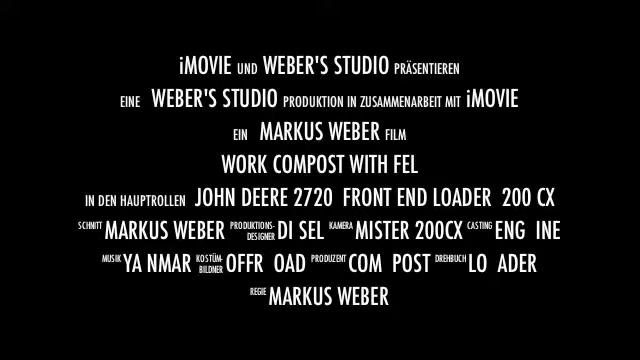 iMOVIE UND WEBER'S STUDIO PRÄSENTIEREN
EINE WEBER'S STUDIO PRODUKTION IN ZUSAMMENARBEIT MIT iMOVIE
EIN MARKUS WEBER FILM
WORK COMPOST WITH FEL
IN DEN HAUPTROLLEN JOHN DEERE 2720 FRONT END LOADER 200 CX
SCHNITT MARKUS WEBER PRODUKTIONS-DESIGNER DI SEL KAMERA MISTER 200CX CASTING ENG INE
MUSIK YA NMAR KOSTÜM-BILDNER OFFR OAD PRODUZENT COM POST DREHBUCH LO ADER
REGIE MARKUS WEBER